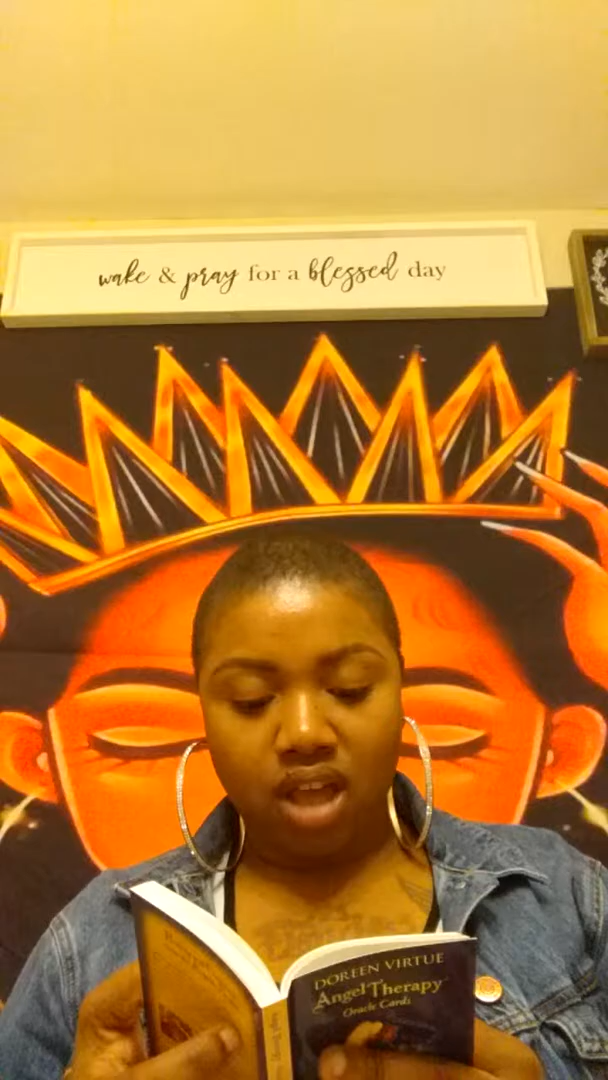 wake & pray for a blessed day
DOREEN VIRTUE
Angel Therapy
Oracle Cards